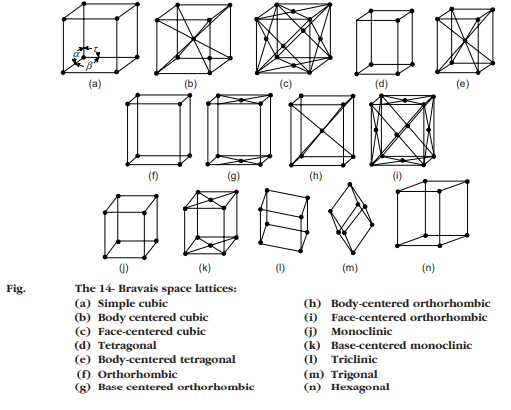 α τ
β
(a) (b) (c) (d) (e)
(f) (g) (h) (i)
(j) (k) (l) (m) (n)
Fig. The 14- Bravais space lattices:
(a) Simple cubic
(b) Body centered cubic
(c) Face-centered cubic
(d) Tetragonal
(e) Body-centered tetragonal
(f) Orthorhombic
(g) Base centered orthorhombic
(h) Body-centered orthorhombic
(i) Face-centered orthorhombic
(j) Monoclinic
(k) Base-centered monoclinic
(l) Triclinic
(m) Trigonal
(n) Hexagonal